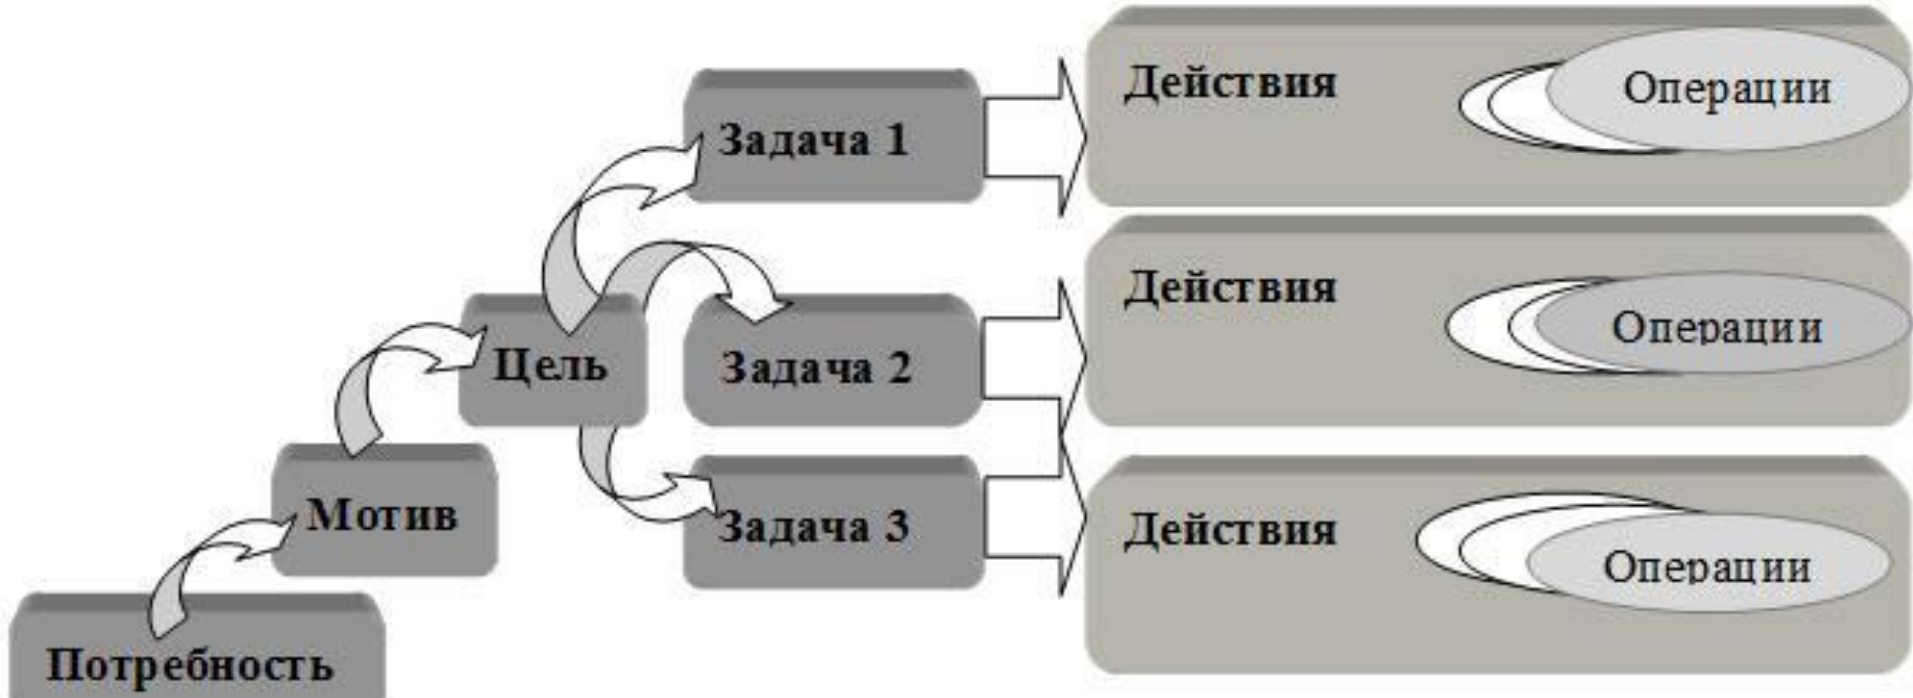 Задача 1
Действия
Операции
Цель
Задача 2
Действия
Операции
Мотив
Задача 3
Действия
Операции
Потребность